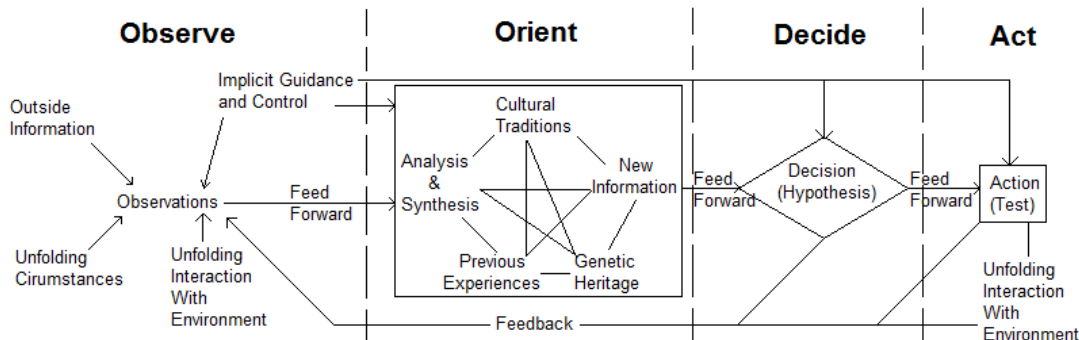 Observe
Orient
Decide
Act
Implicit Guidance
and Control
Outside
Information
Observations
Unfolding
Circumstances
Unfolding
Interaction
With
Environment
Feed
Forward
Cultural
Traditions
Analysis
&
Synthesis
New
Information
Previous
Experiences
Genetic
Heritage
Feed
Forward
Decision
(Hypothesis)
Feed
Forward
Action
(Test)
Unfolding
Interaction
With
Environment
Feedback